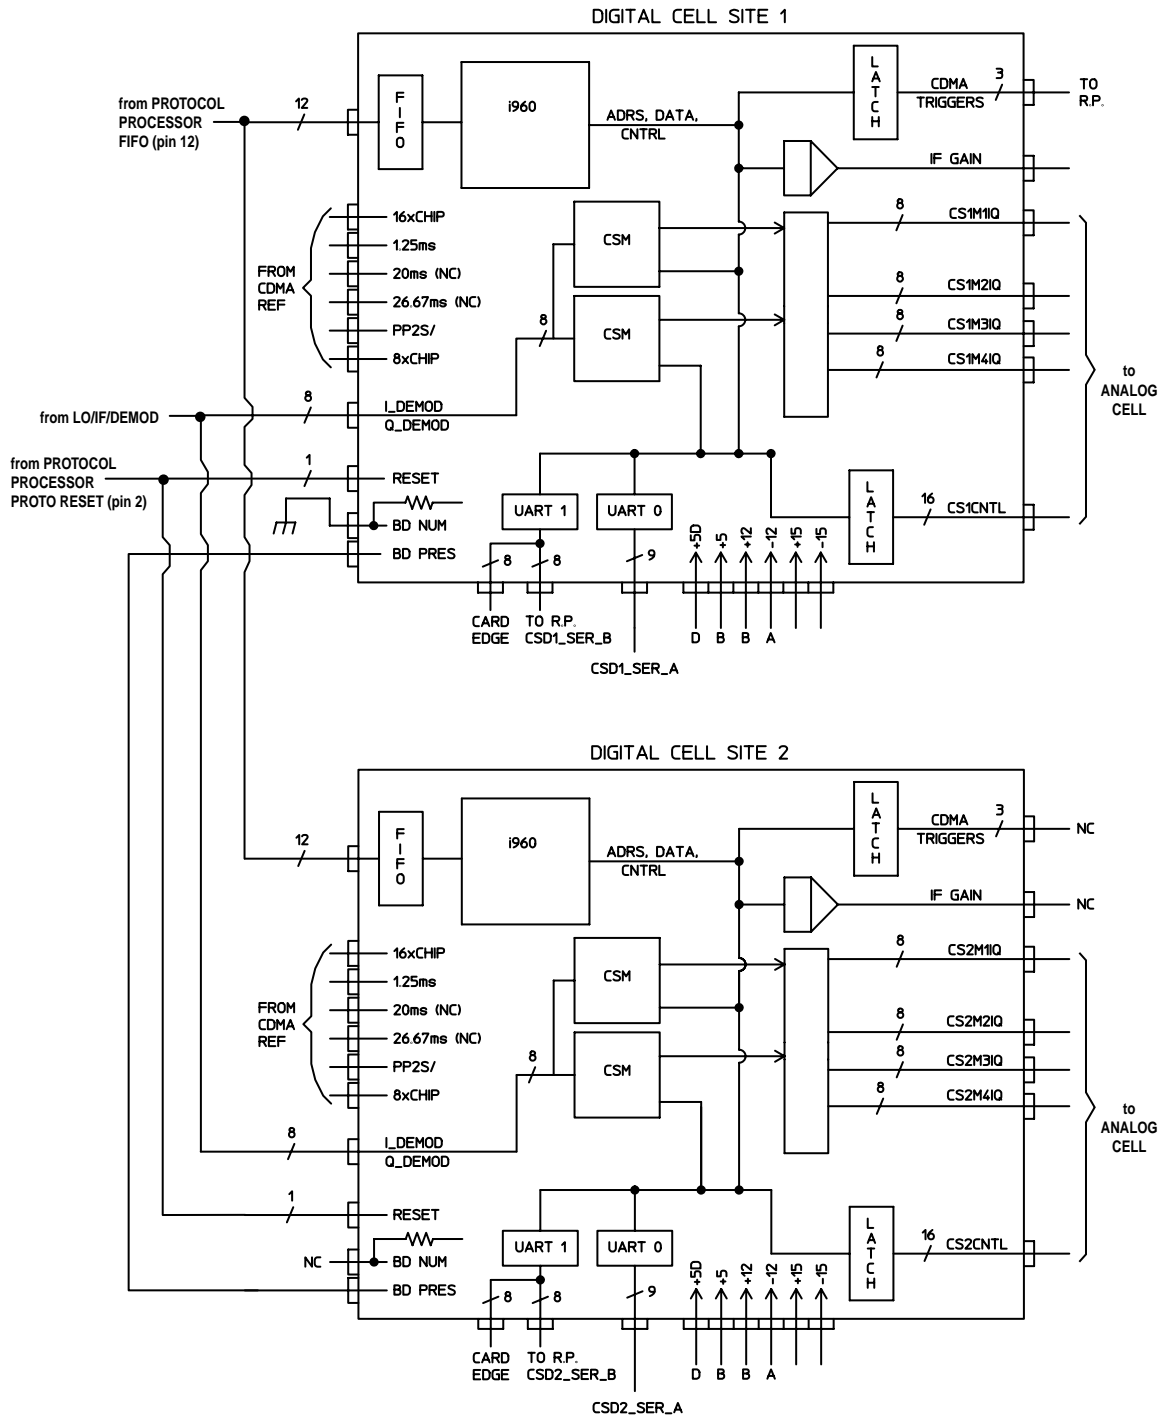 DIGITAL CELL SITE 1
from PROTOCOL
PROCESSOR
FIFO (pin 12)
12
FIFO
i960
ADRS, DATA,
CNTRL
LATCH
CDMA
TRIGGERS
3
TO
R.P.
IF GAIN
FROM
CDMA
REF
16xCHIP
1.25ms
20ms (NC)
26.67ms (NC)
PP2S/
8xCHIP
CSM
CSM
8
8
CS1M1IQ
8
CS1M2IQ
8
CS1M3IQ
8
CS1M4IQ
to
ANALOG
CELL
from LO/IF/DEMOD
8
I_DEMOD
Q_DEMOD
from PROTOCOL
PROCESSOR
PROTO RESET (pin 2)
1
RESET
BD NUM
BD PRES
UART 1
UART 0
8
8
9
LATCH
16
CS1CNTL
+5D
+5
+12
-12
+15
-15
CARD
EDGE
TO R.P.
CSD1_SER_B
D
B
B
A
CSD1_SER_A
DIGITAL CELL SITE 2
12
FIFO
i960
ADRS, DATA,
CNTRL
LATCH
CDMA
TRIGGERS
3
NC
IF GAIN
NC
FROM
CDMA
REF
16xCHIP
1.25ms
20ms (NC)
26.67ms (NC)
PP2S/
8xCHIP
CSM
CSM
8
8
CS2M1IQ
8
CS2M2IQ
8
CS2M3IQ
8
CS2M4IQ
to
ANALOG
CELL
8
I_DEMOD
Q_DEMOD
1
RESET
NC
BD NUM
BD PRES
UART 1
UART 0
8
8
9
LATCH
16
CS2CNTL
+5D
+5
+12
-12
+15
-15
CARD
EDGE
TO R.P.
CSD2_SER_B
D
B
B
A
CSD2_SER_A